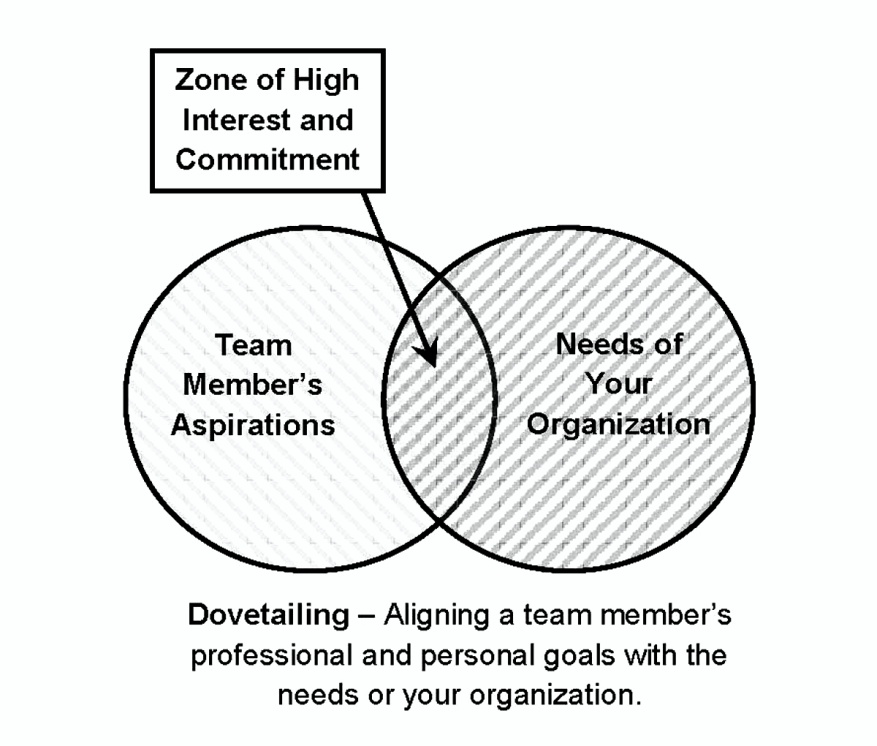 Zone of High
Interest and
Commitment
Team
Member's
Aspirations
Needs of
Your
Organization
Dovetailing – Aligning a team member's
professional and personal goals with the
needs or your organization.